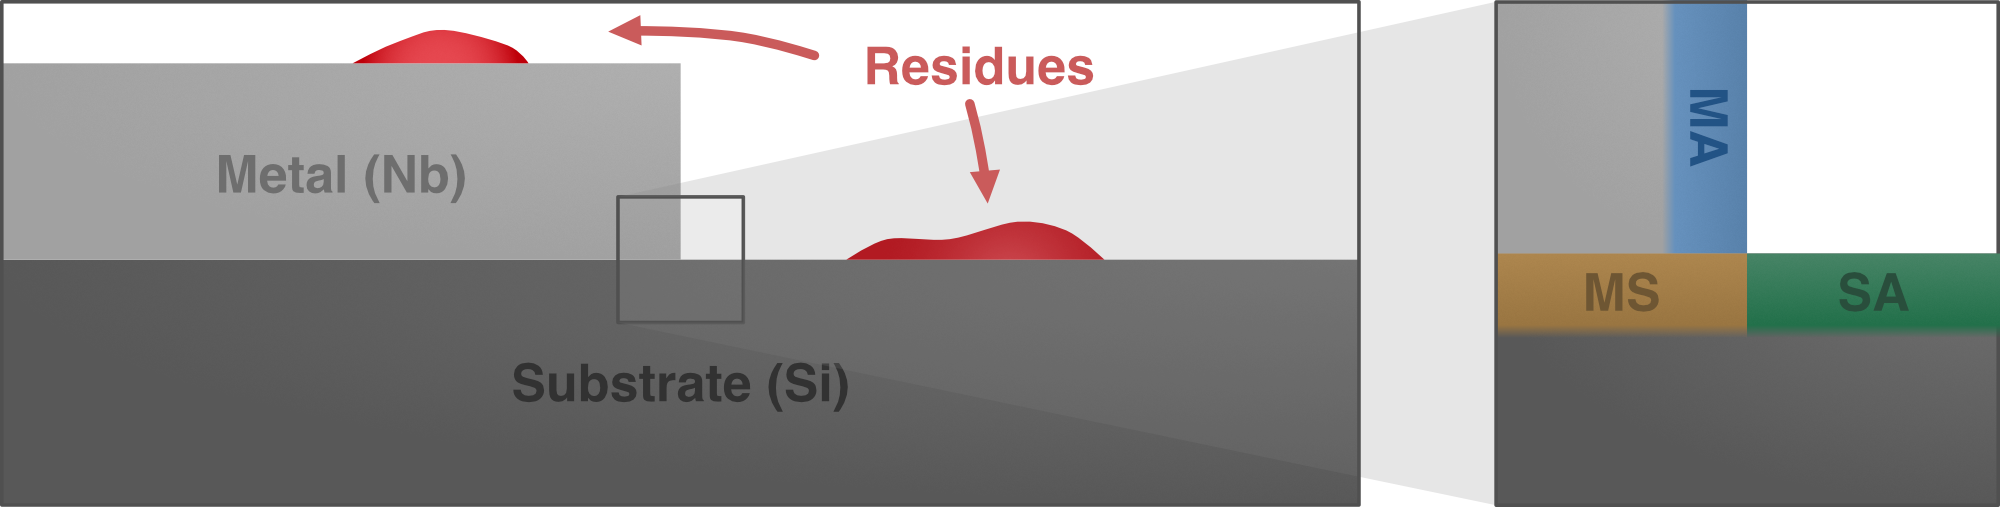 Residues
Metal (Nb)
Substrate (Si)
MA
MS
SA